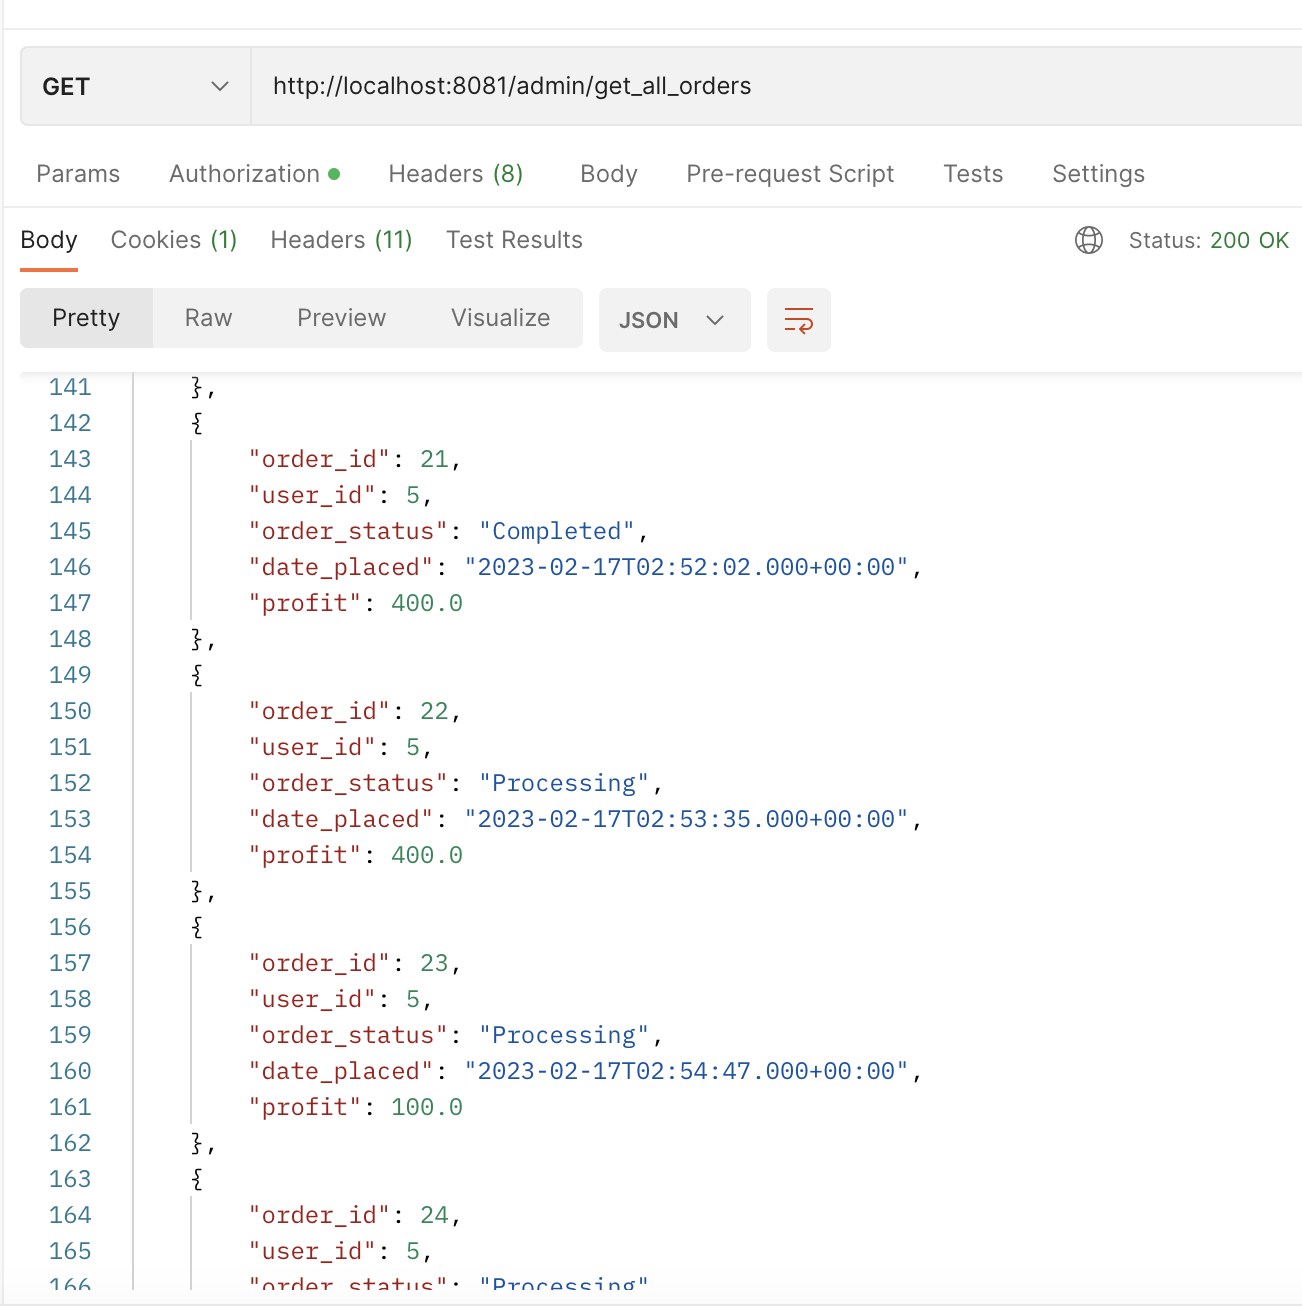 GET http://localhost:8081/admin/get_all_orders
Params Authorization Headers (8) Body Pre-request Script Tests Settings
Body Cookies (1) Headers (11) Test Results Status: 200 OK
Pretty Raw Preview Visualize JSON
141 },
142 {
143 "order_id": 21,
144 "user_id": 5,
145 "order_status": "Completed",
146 "date_placed": "2023-02-17T02:52:02.000+00:00",
147 "profit": 400.0
148 },
149 {
150 "order_id": 22,
151 "user_id": 5,
152 "order_status": "Processing",
153 "date_placed": "2023-02-17T02:53:35.000+00:00",
154 "profit": 400.0
155 },
156 {
157 "order_id": 23,
158 "user_id": 5,
159 "order_status": "Processing",
160 "date_placed": "2023-02-17T02:54:47.000+00:00",
161 "profit": 100.0
162 },
163 {
164 "order_id": 24,
165 "user_id": 5,
166 "order_status": "Processing"